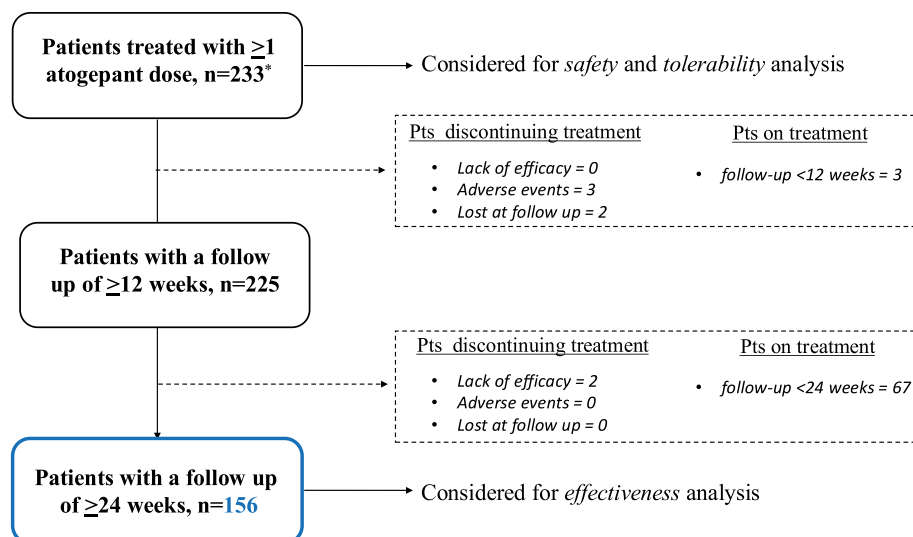 Patients treated with ≥1
atogepant dose, n=233*
Considered for safety and tolerability analysis
Pts discontinuing treatment
• Lack of efficacy = 0
• Adverse events = 3
• Lost at follow up = 2
Pts on treatment
• follow-up <12 weeks = 3
Patients with a follow
up of ≥12 weeks, n=225
Pts discontinuing treatment
• Lack of efficacy = 2
• Adverse events = 0
• Lost at follow up = 0
Pts on treatment
• follow-up <24 weeks = 67
Patients with a follow up
of ≥24 weeks, n=156
Considered for effectiveness analysis